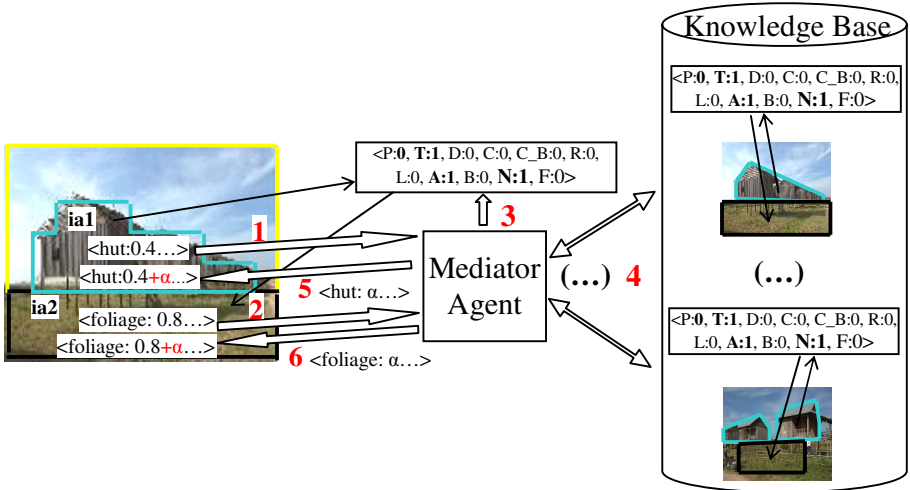 Knowledge Base
<P:0, T:1, D:0, C:0, C_B:0, R:0,
L:0, A:1, B:0, N:1, F:0>
<P:0, T:1, D:0, C:0, C_B:0, R:0,
L:0, A:1, B:0, N:1, F:0>
ia1
1
3
<hut:0.4…>
<hut:0.4+α...>
Mediator
Agent
(…)
4
(…)
5 <hut: α…>
ia2
2
<foliage: 0.8…>
<foliage: 0.8+α…>
6 <foliage: α…>
<P:0, T:1, D:0, C:0, C_B:0, R:0,
L:0, A:1, B:0, N:1, F:0>